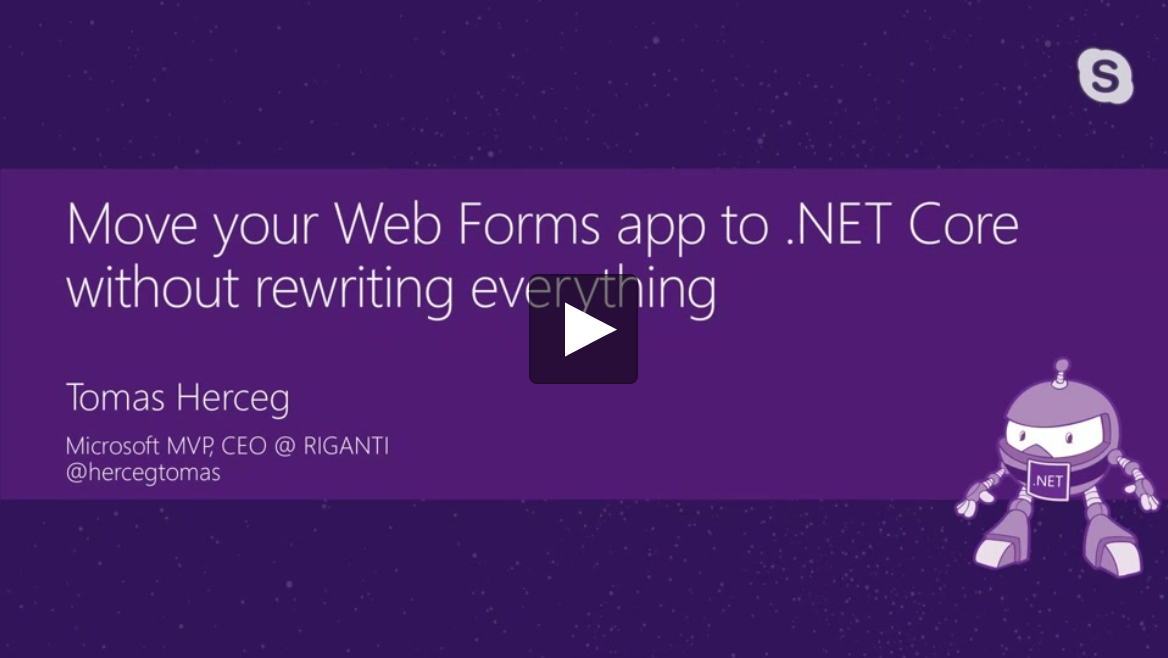 S
Move your Web Forms app to .NET Core
without rewriting everything
Tomas Herceg
Microsoft MVP, CEO @ RIGANTI
@hercegtomas
.NET